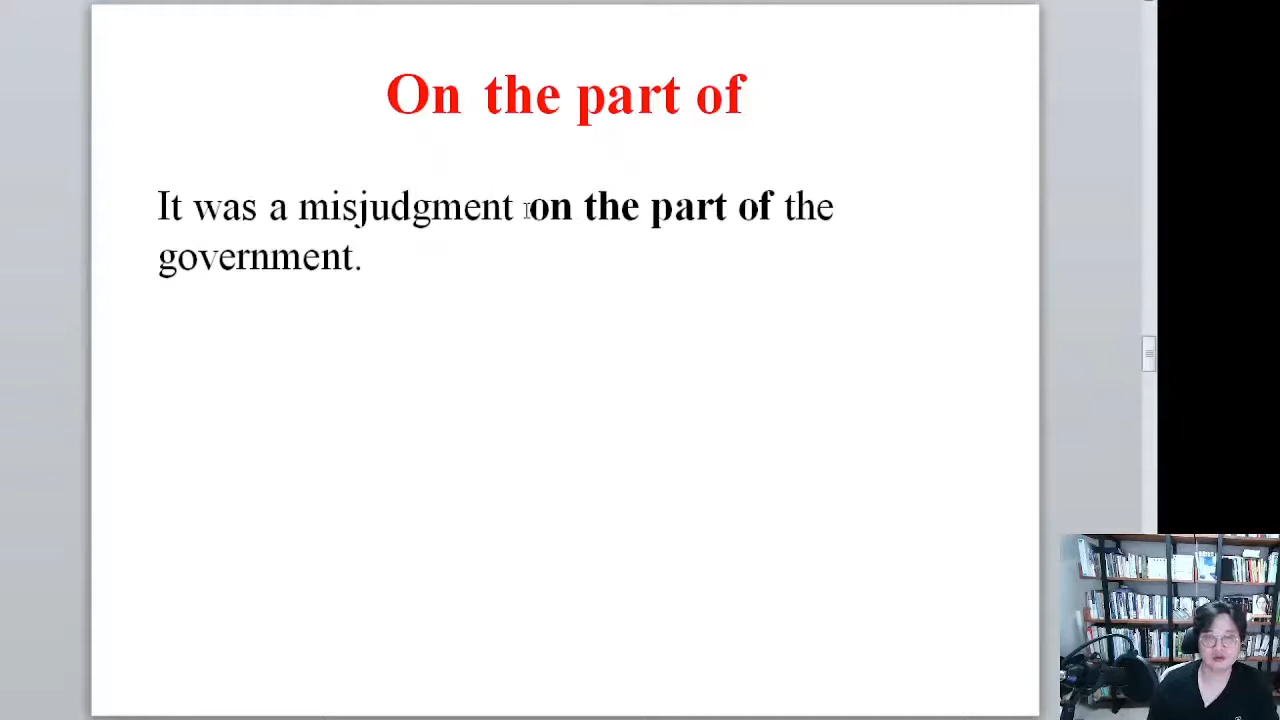 On the part of
It was a misjudgment on the part of the
government.